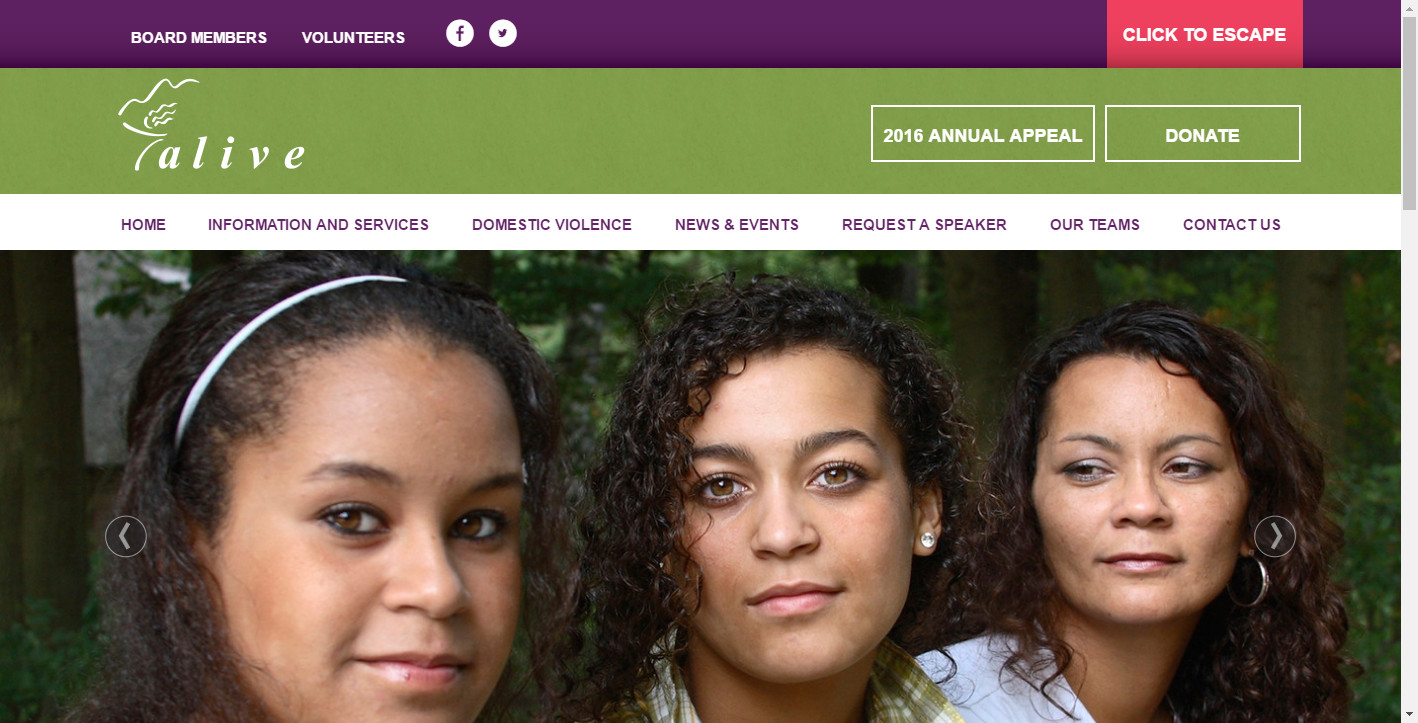 BOARD MEMBERS VOLUNTEERS CLICK TO ESCAPE
alive
2016 ANNUAL APPEAL DONATE
HOME INFORMATION AND SERVICES DOMESTIC VIOLENCE NEWS & EVENTS REQUEST A SPEAKER OUR TEAMS CONTACT US